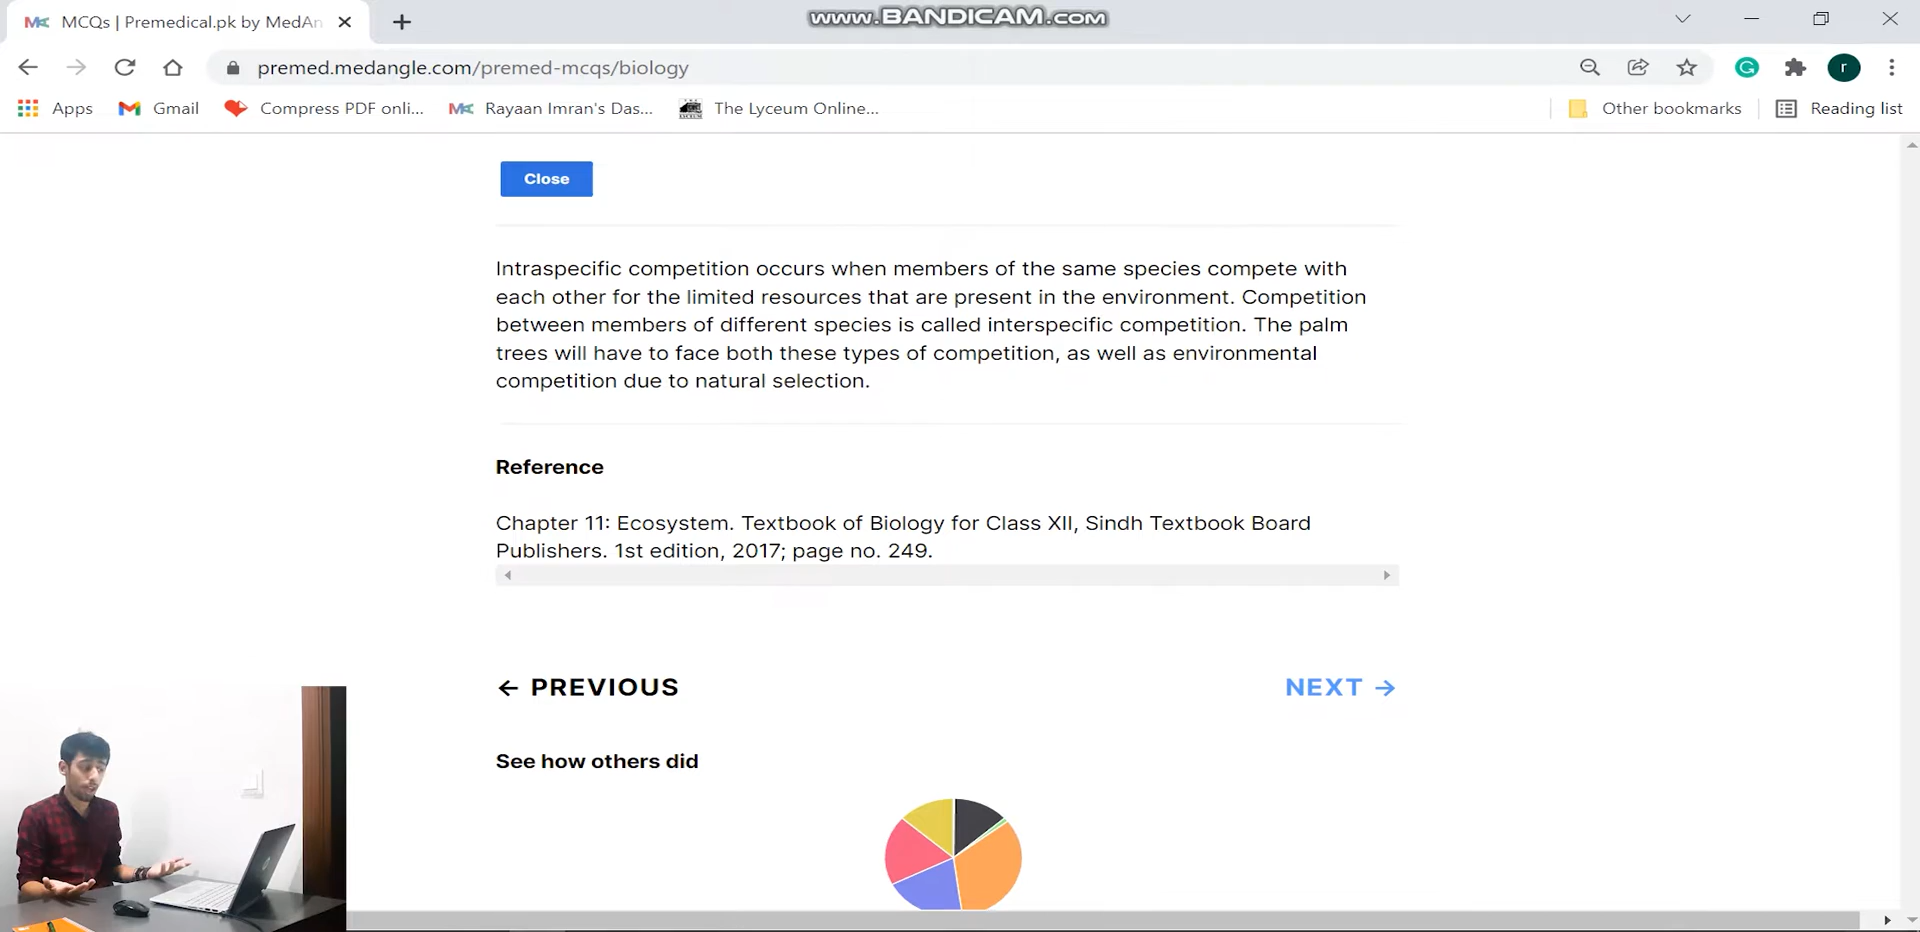 MCQs | Premedical.pk by MedAn
www.BANDICAM.com
premed.medangle.com/premed-mcqs/biology
r
Apps
Gmail
Compress PDF onli...
Rayaan Imran's Das...
The Lyceum Online...
Other bookmarks
Reading list
Close
Intraspecific competition occurs when members of the same species compete with
each other for the limited resources that are present in the environment. Competition
between members of different species is called interspecific competition. The palm
trees will have to face both these types of competition, as well as environmental
competition due to natural selection.
Reference
Chapter 11: Ecosystem. Textbook of Biology for Class XII, Sindh Textbook Board
Publishers. 1st edition, 2017; page no. 249.
← PREVIOUS
NEXT →
See how others did